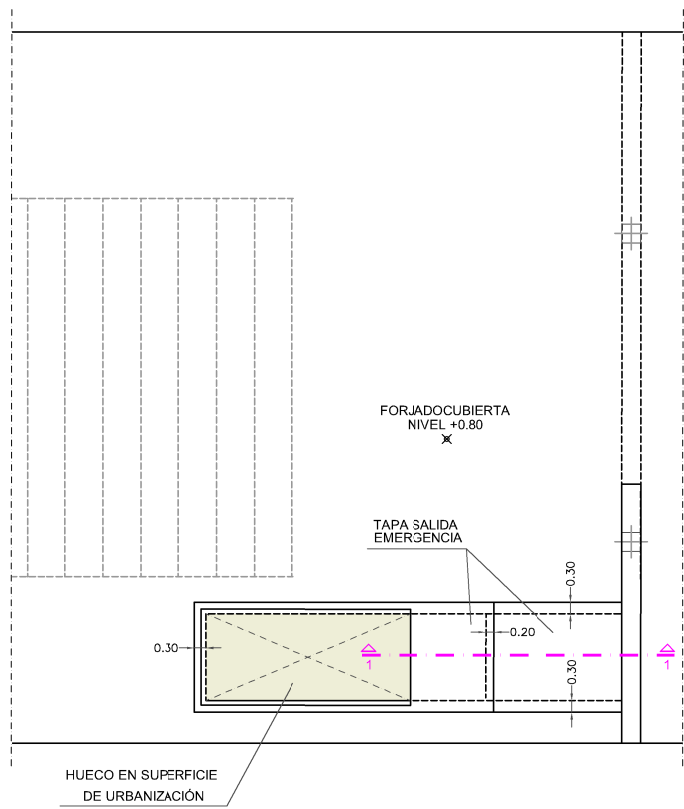 FORJADOCUBIERTA
NIVEL +0.80
TAPA SALIDA
EMERGENCIA
0.30
0.20
0.30
0.30
1
1
HUECO EN SUPERFICIE
DE URBANIZACIÓN